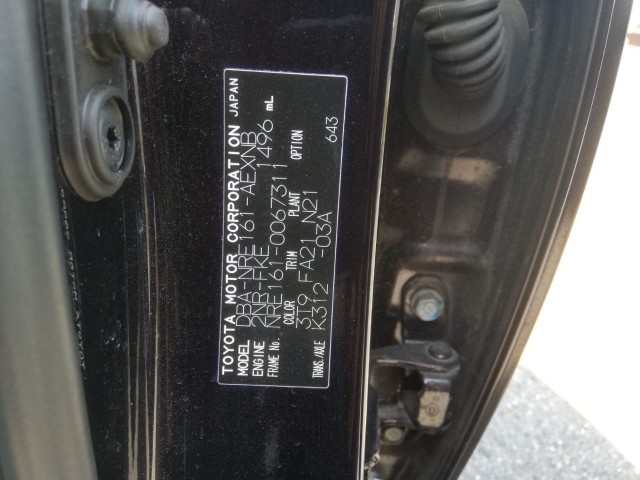 TOYOTA MOTOR CORPORATION JAPAN
MODEL DBA-NRE161-AEXNB
ENGINE 2NR-FKE 1496 mL
FRAME No. NRE161-0067311
COLOR TRIM PLANT OPTION
3T9 FA21 N21
TRANS./AXLE K312 -03A 643